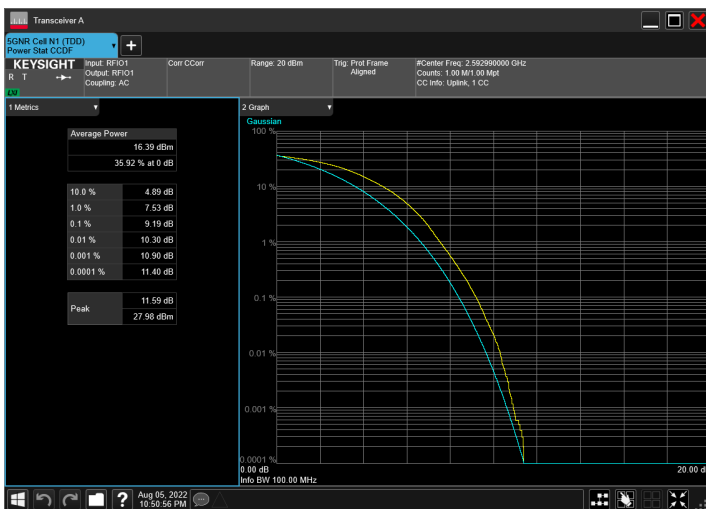 Transceiver A
5GNR Cell N1 (TDD)
Power Stat CCDF
KEYSIGHT
R T
LXI
Input: RFIO1
Output: RFIO1
Coupling: AC
Corr CCorr
Range: 20 dBm
Trig: Prot Frame
Aligned
#Center Freq: 2.592990000 GHz
Counts: 1.00 M/1.00 Mpt
CC Info: Uplink, 1 CC
1 Metrics
Average Power
16.39 dBm
35.92 % at 0 dB
10.0 % 4.89 dB
1.0 % 7.53 dB
0.1 % 9.19 dB
0.01 % 10.30 dB
0.001 % 10.90 dB
0.0001 % 11.40 dB
Peak
11.59 dB
27.98 dBm
2 Graph
Gaussian
100 %
10 %
1 %
0.1 %
0.01 %
0.001 %
0.0001 %
0.00 dB
20.00 d
Info BW 100.00 MHz
?
Aug 05, 2022
10:50:56 PM